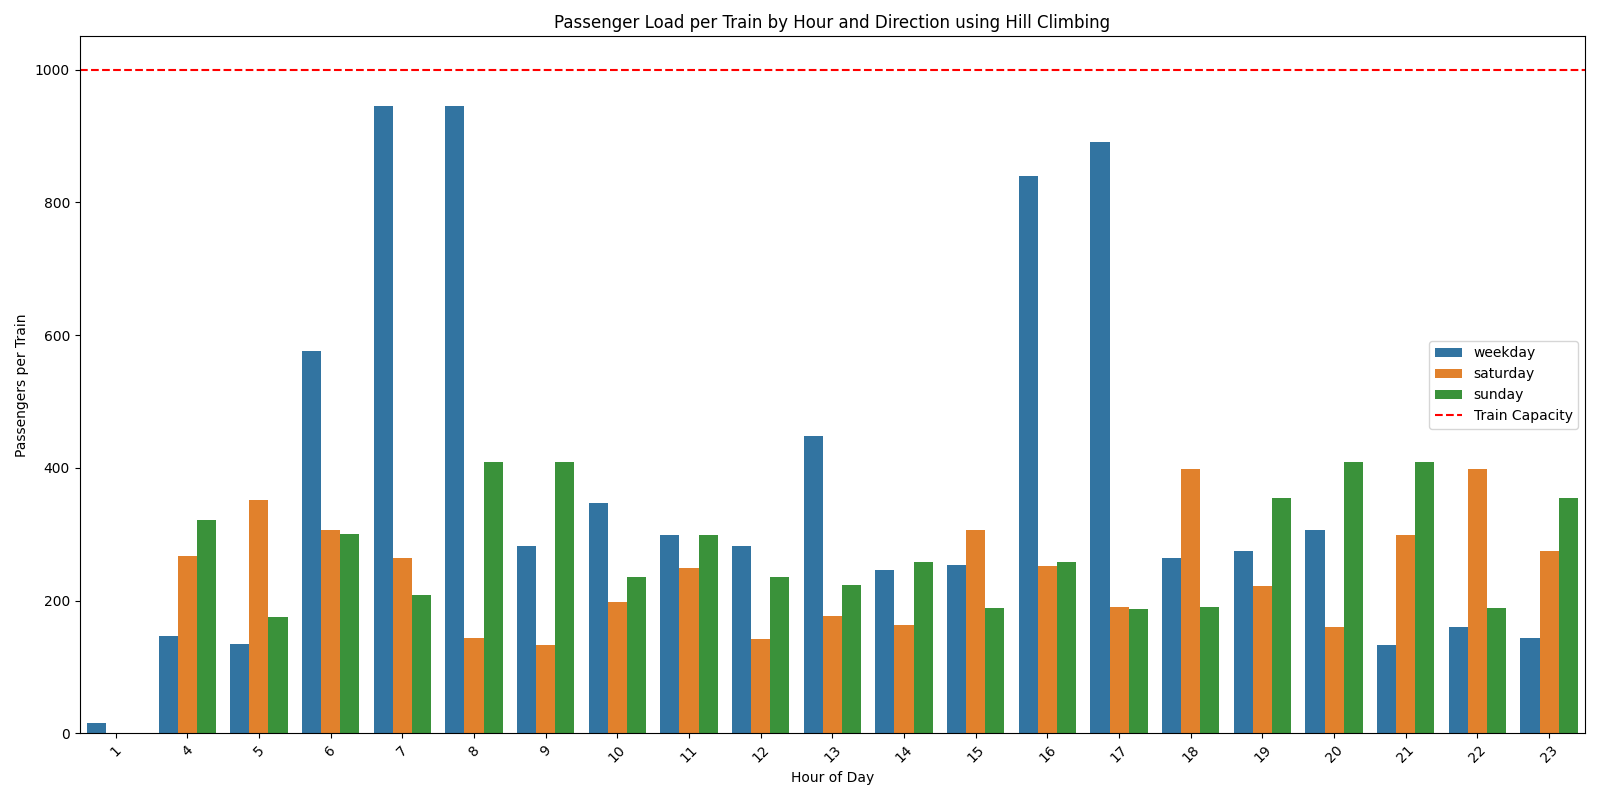 Passenger Load per Train by Hour and Direction using Hill Climbing
Passengers per Train
1000
800
600
400
200
0
weekday
saturday
sunday
Train Capacity
1 4 5 6 7 8 9 10 11 12 13 14 15 16 17 18 19 20 21 22 23
Hour of Day